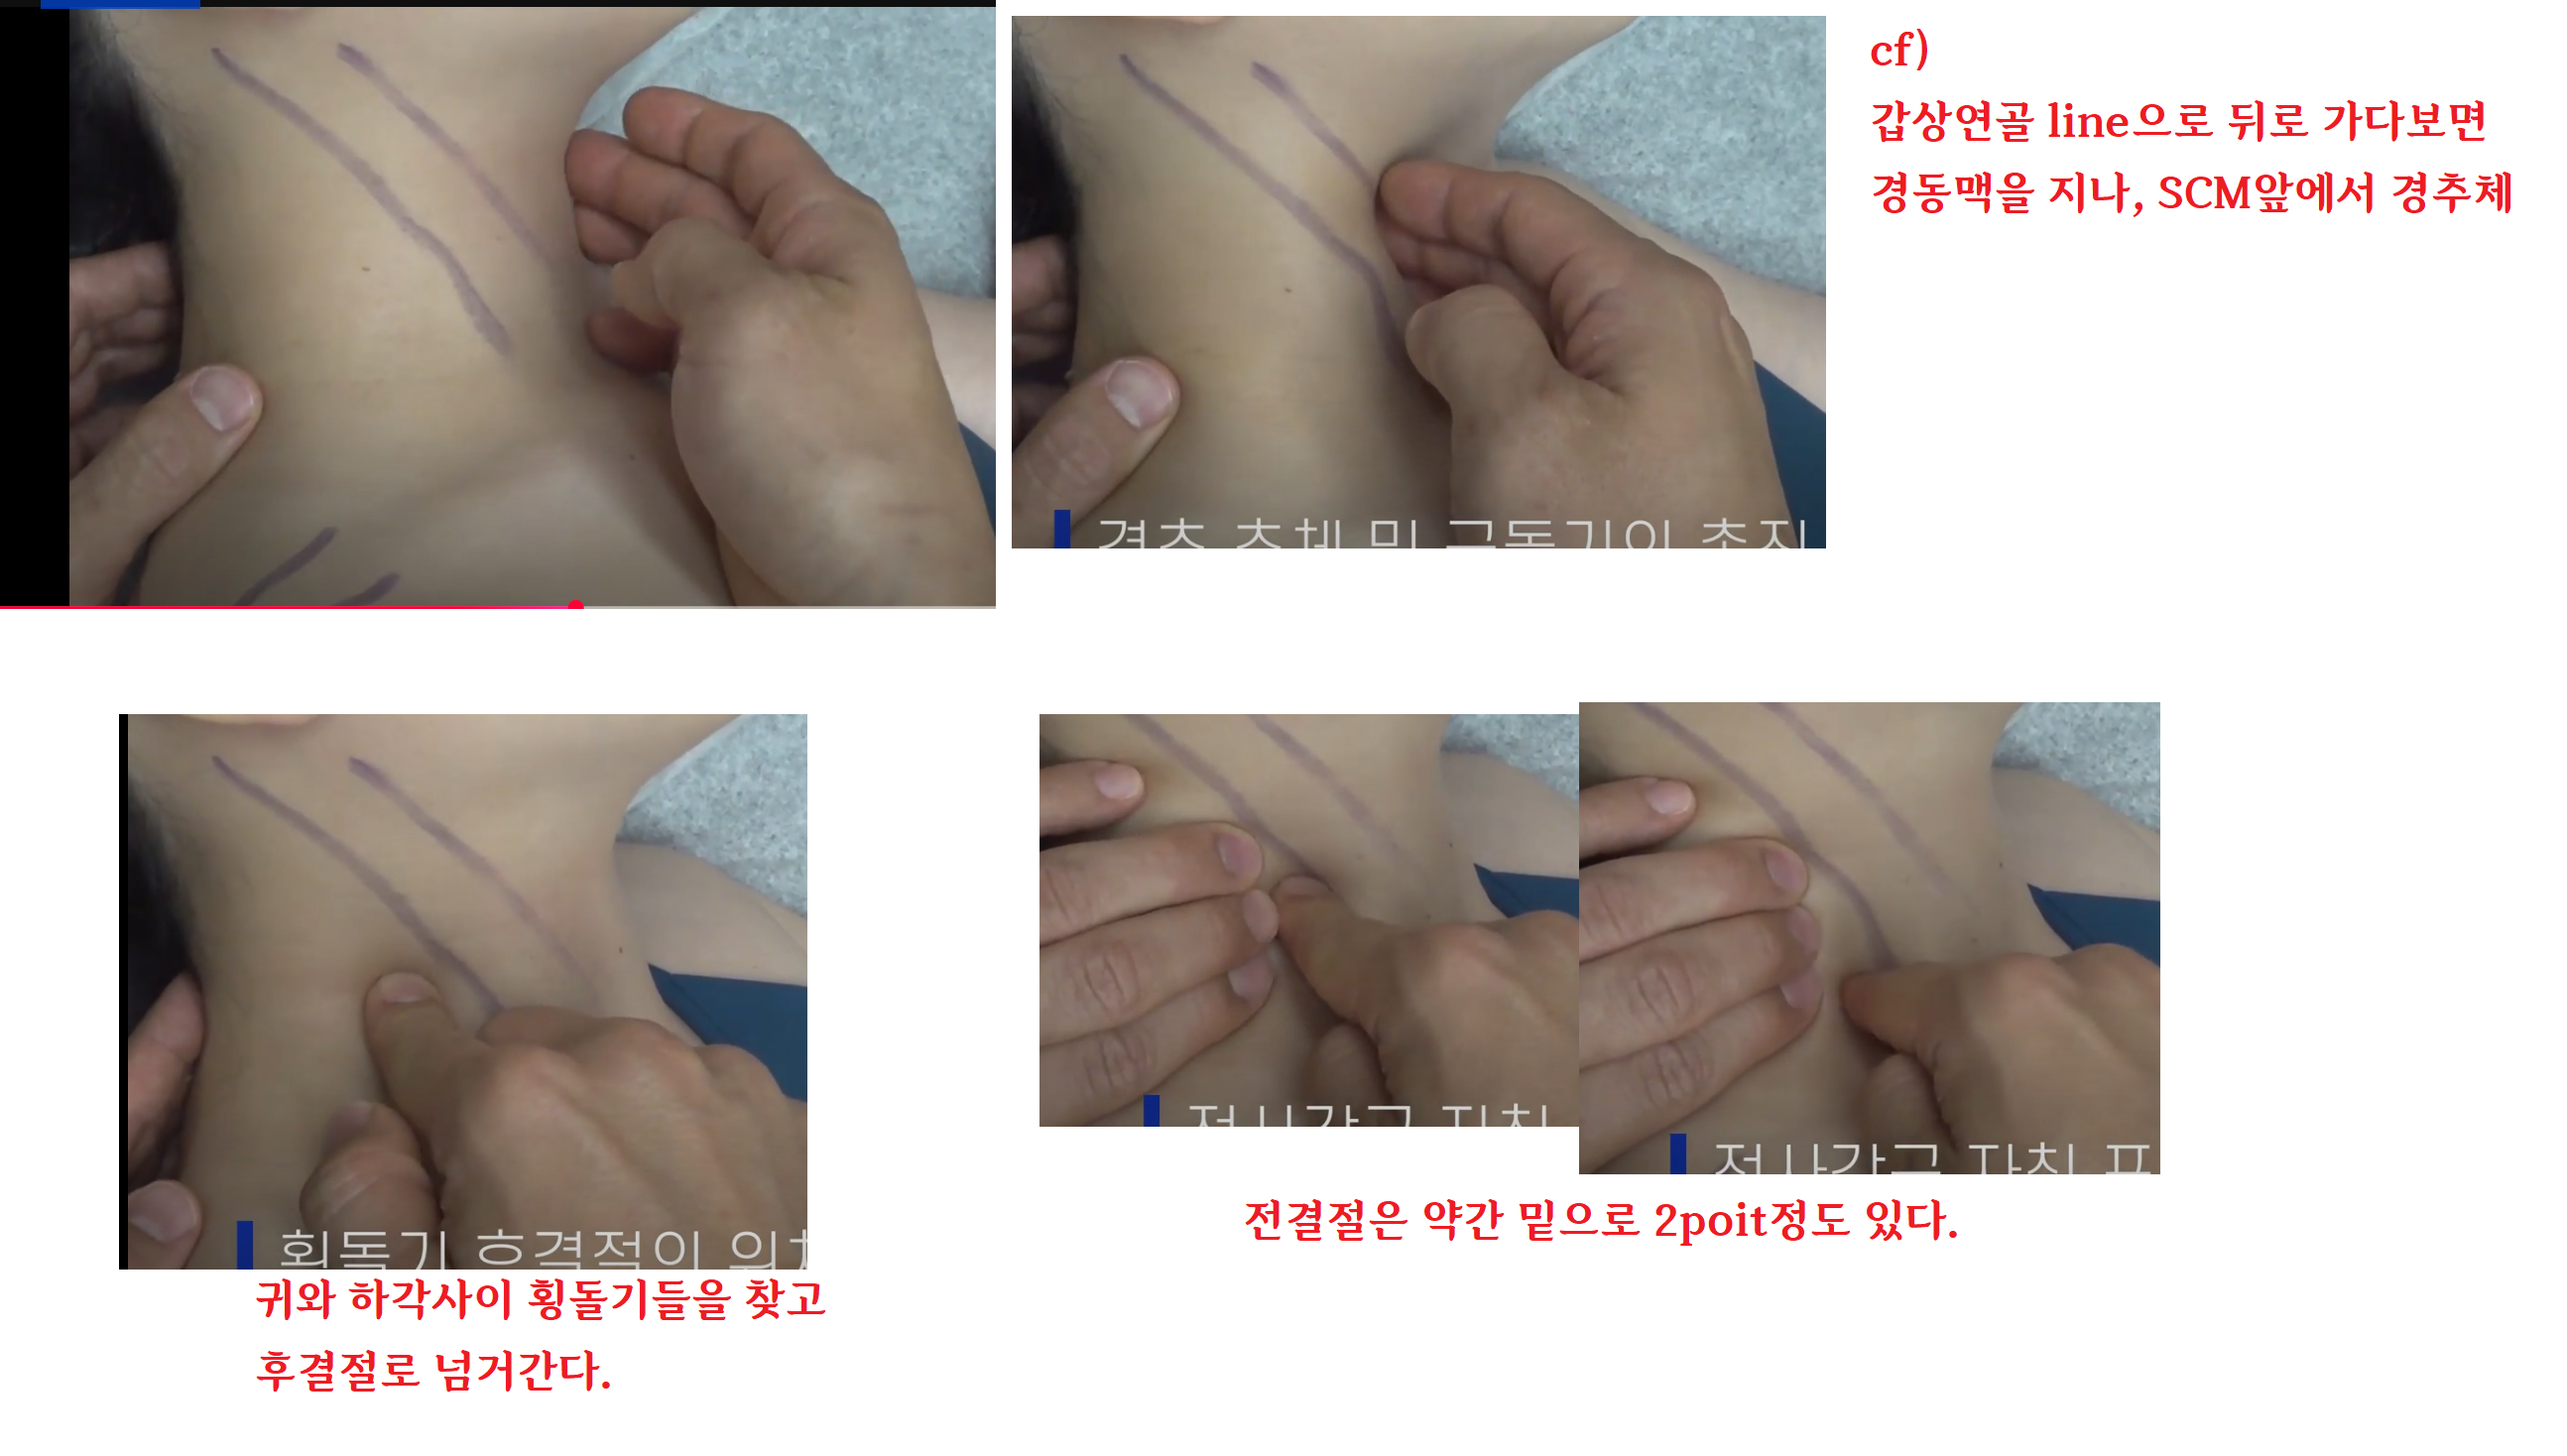 cf)
갑상연골 line으로 뒤로 가다보면
경동맥을 지나, SCM앞에서 경추체
전결절은 약간 밑으로 2poit정도 있다.
귀와 하각사이 횡돌기들을 찾고
후결절로 넘거간다.